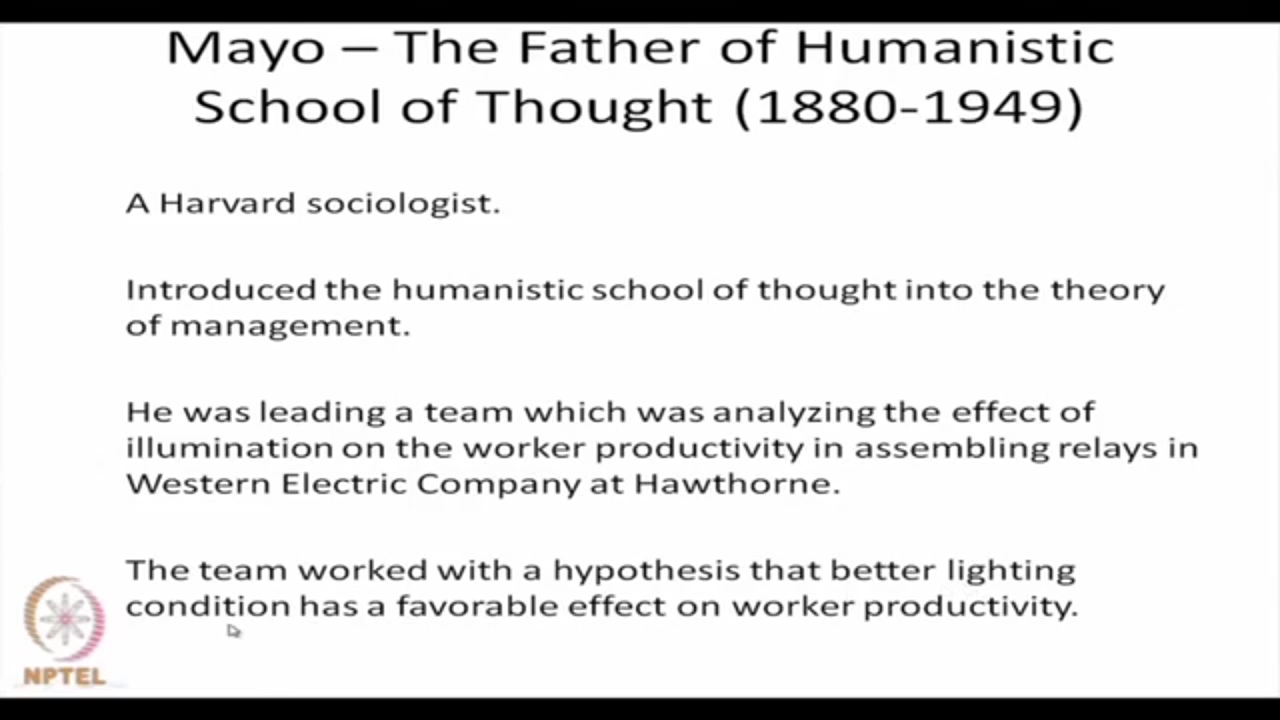 Mayo – The Father of Humanistic
School of Thought (1880-1949)
A Harvard sociologist.
Introduced the humanistic school of thought into the theory
of management.
He was leading a team which was analyzing the effect of
illumination on the worker productivity in assembling relays in
Western Electric Company at Hawthorne.
The team worked with a hypothesis that better lighting
condition has a favorable effect on worker productivity.
NPTEL